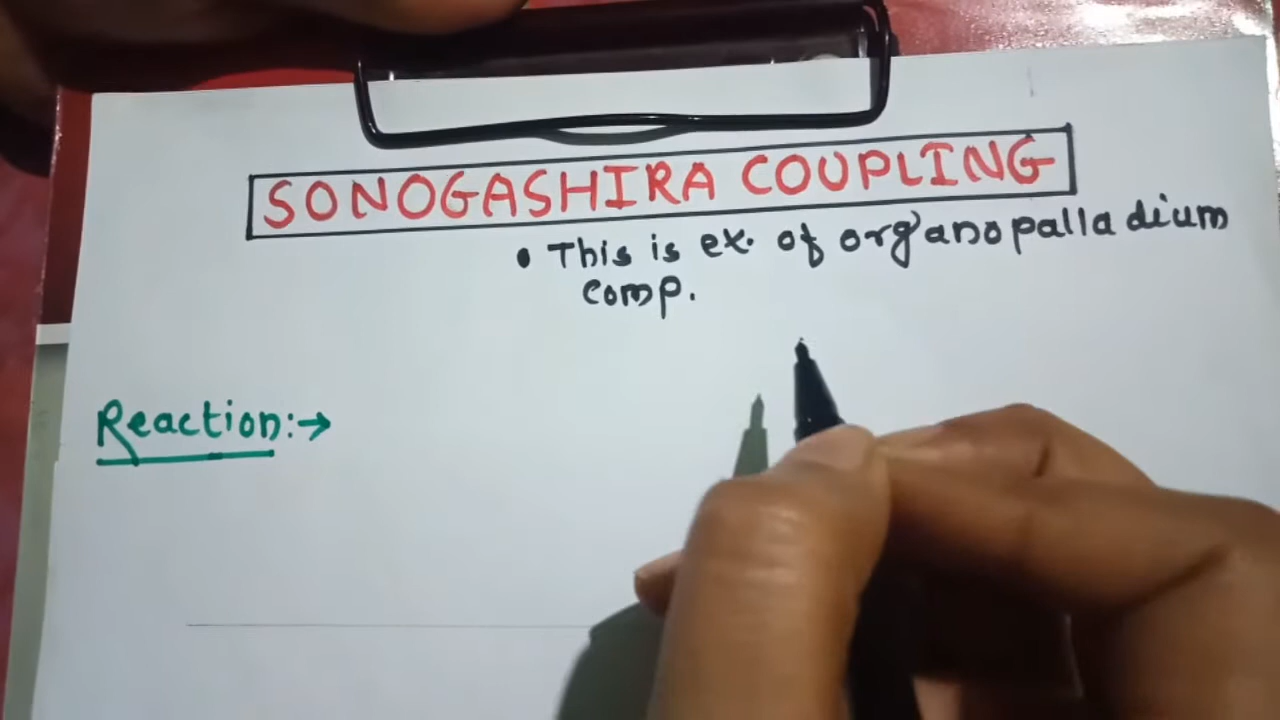 SONOGASHIRA COUPLING
• This is ex. of organopalladium
comp.
Reaction:→